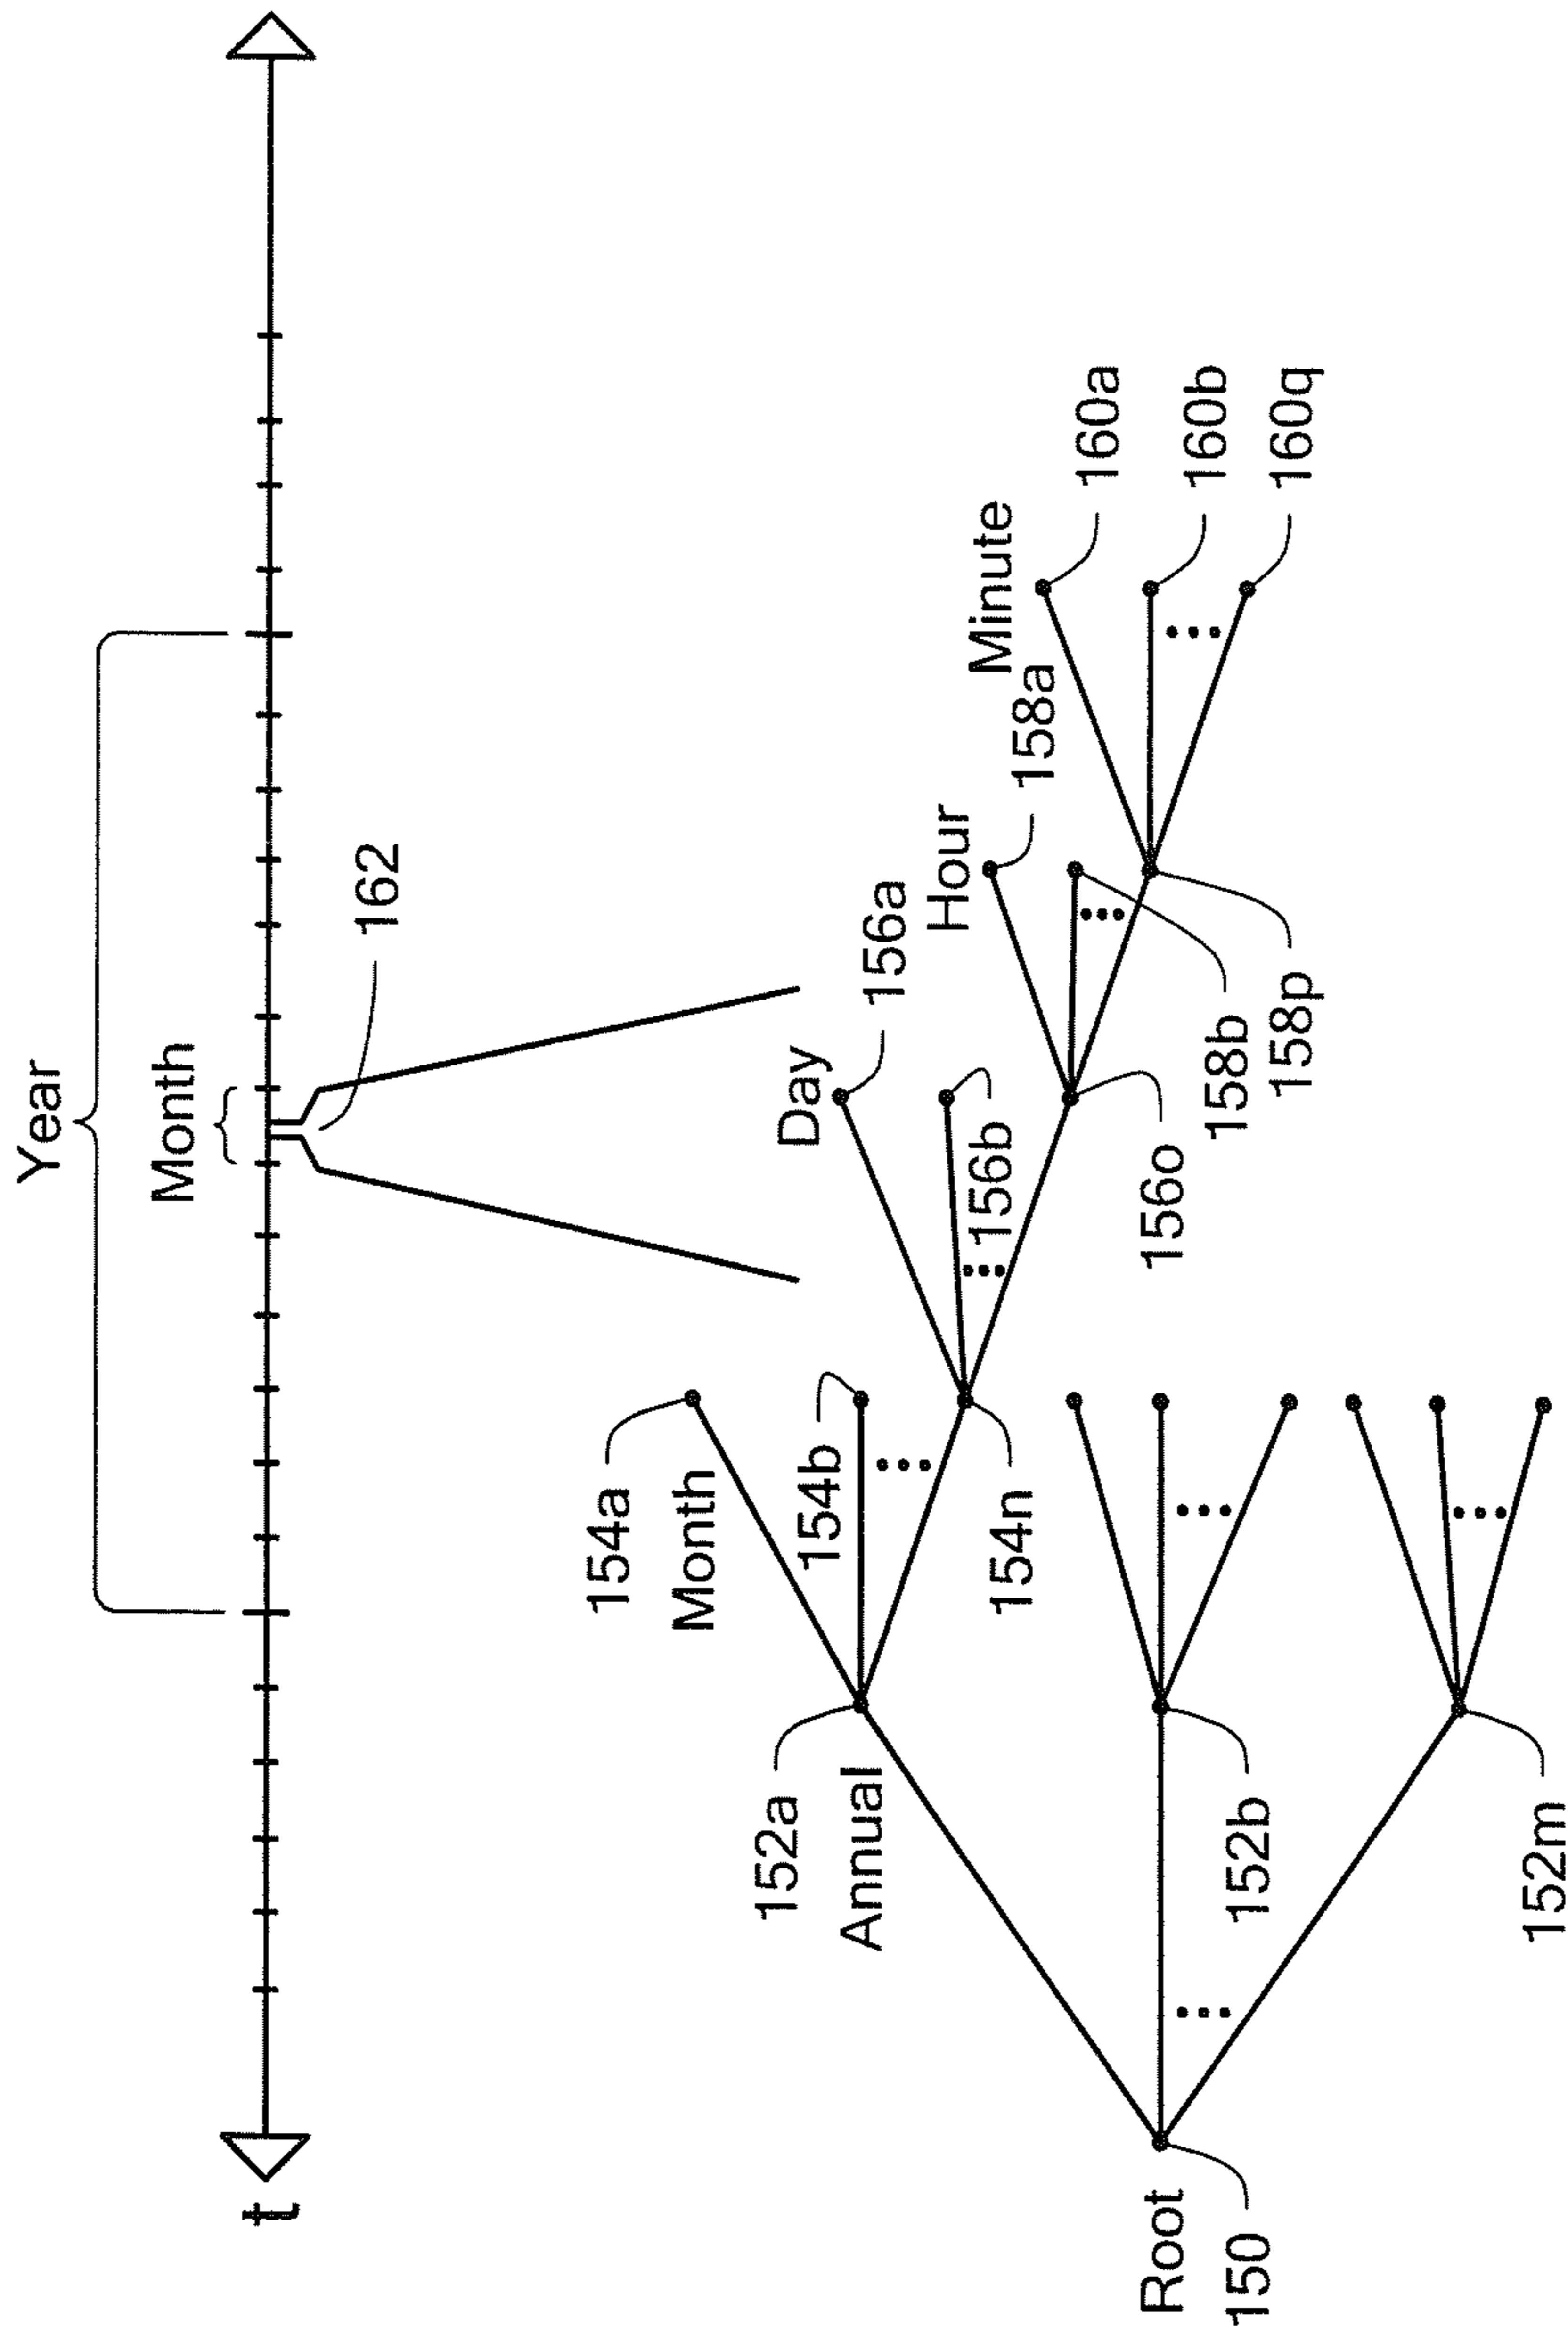 Year
Month
t
162
154a
Month
154b
154n
Day
156a
156b
156o
Hour
158a
158b
158p
Minute
160a
160b
160q
152a
Annual
152b
152m
Root
150